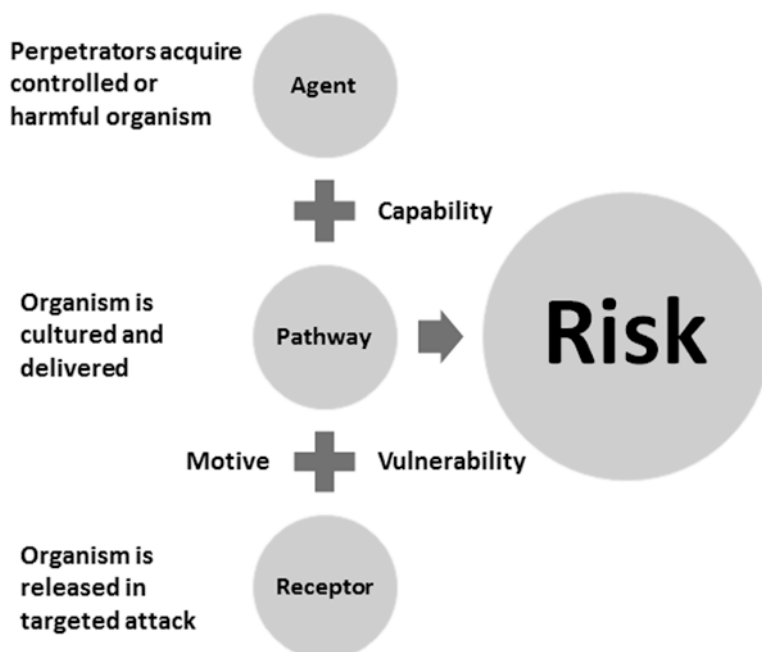 Perpetrators acquire
controlled or
harmful organism
Agent
Capability
Organism is
cultured and
delivered
Pathway
Risk
Motive
Vulnerability
Organism is
released in
targeted attack
Receptor